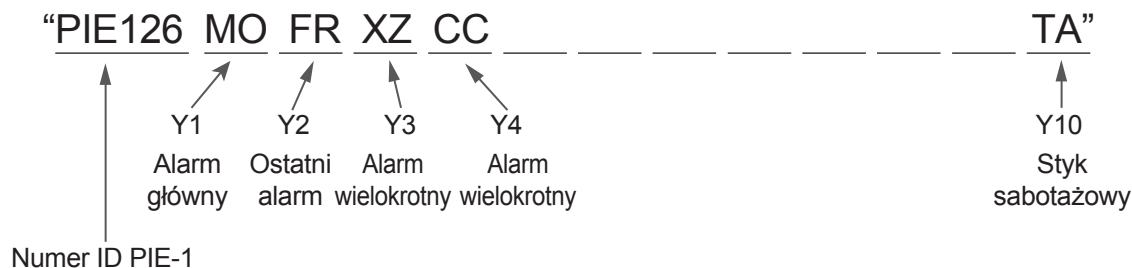 “PIE126 MO FR XZ CC TA”
Y1 Y2 Y3 Y4 Y10
Alarm Ostatni Alarm Alarm Styk
główny alarm wielokrotny wielokrotny sabotażowy
Numer ID PIE-1